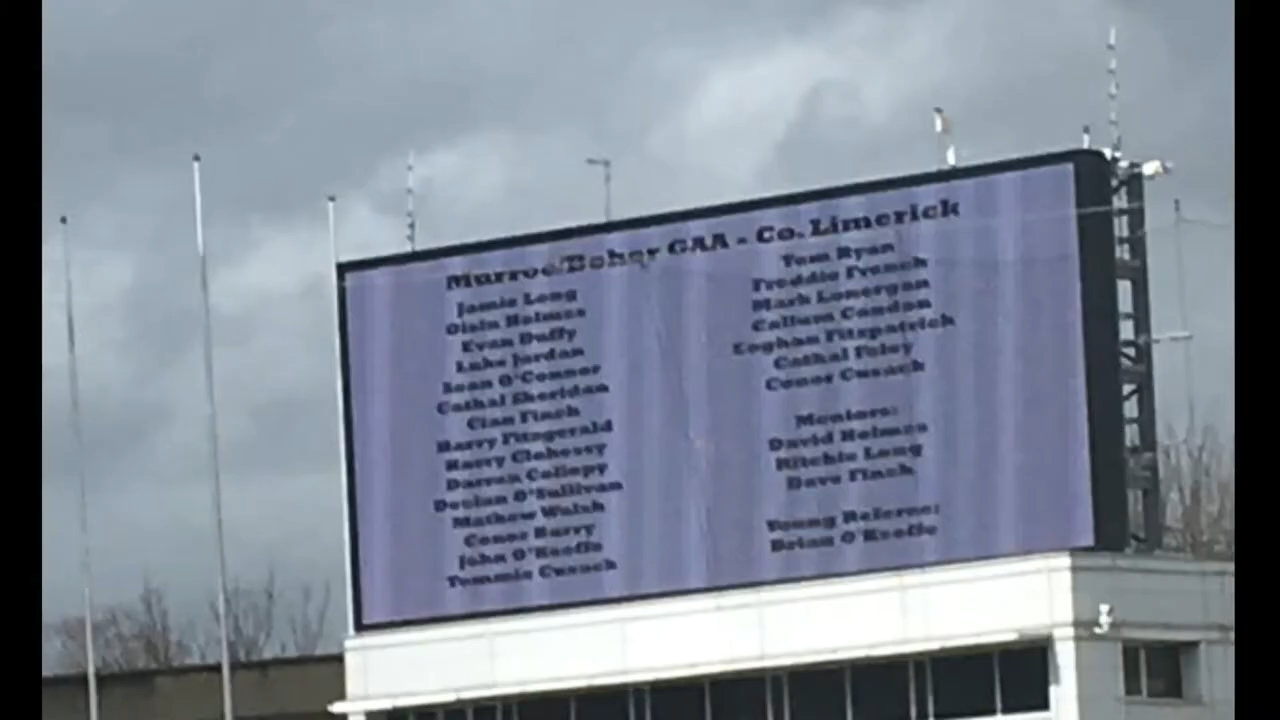 Murroe/Boher GAA - Co. Limerick
Jamie Long
Oisin Holmes
Evan Duffy
Luke Jordan
Sean O'Connor
Cathal Sheridan
Cian Finch
Harry Fitzgerald
Harry Clohessy
Darren Collopy
Declan O'Sullivan
Mathew Walsh
Conor Barry
John O'Keeffe
Tommie Cusack
Tom Ryan
Freddie French
Mark Lonergan
Callum Condon
Eoghan Fitzpatrick
Cathal Foley
Conor Cusack
Mentors:
David Holmes
Ritchie Long
Dave Finch
Young Referee:
Brian O'Keeffe